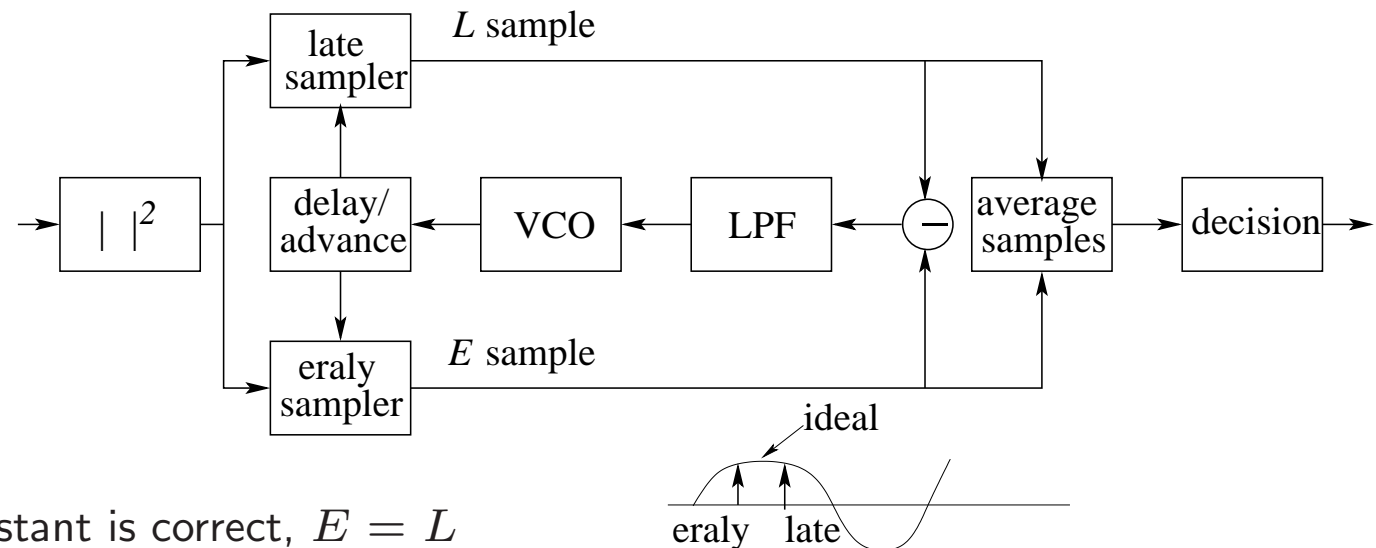 L sample
late
sampler
| |²
delay/
advance
VCO
LPF
−
average
samples
decision
E sample
eraly
sampler
ideal
eraly late
stant is correct, E = L